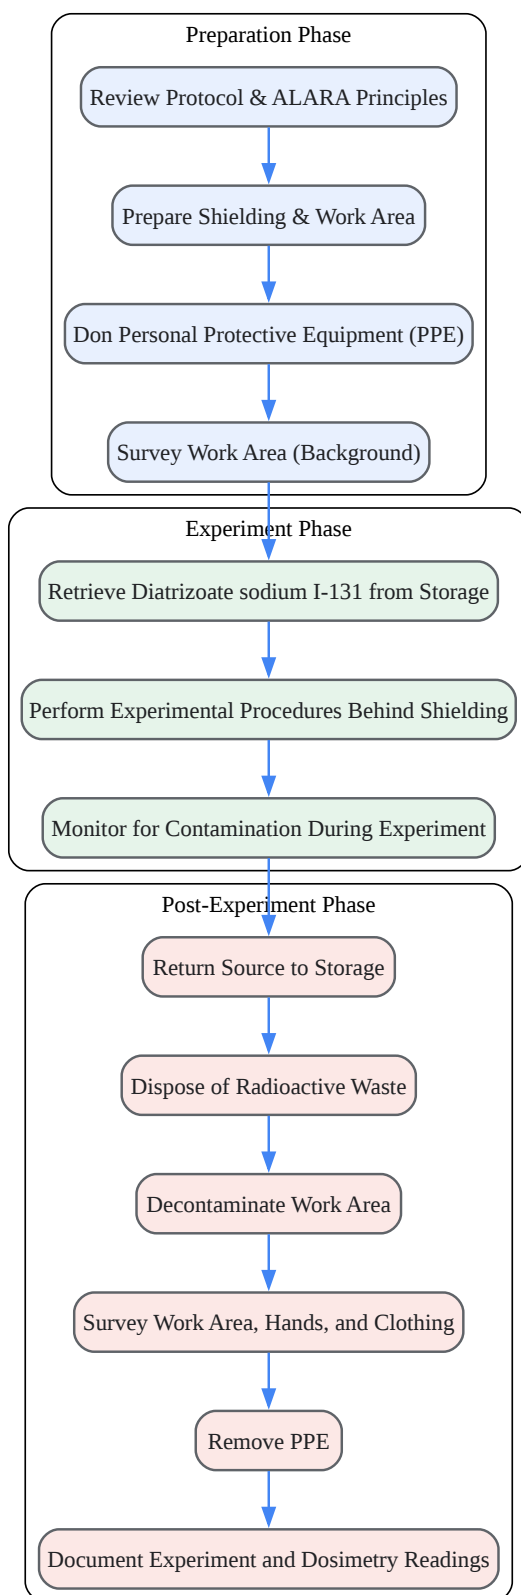 Preparation Phase
Review Protocol & ALARA Principles
Prepare Shielding & Work Area
Don Personal Protective Equipment (PPE)
Survey Work Area (Background)
Experiment Phase
Retrieve Diatrizoate sodium I-131 from Storage
Perform Experimental Procedures Behind Shielding
Monitor for Contamination During Experiment
Post-Experiment Phase
Return Source to Storage
Dispose of Radioactive Waste
Decontaminate Work Area
Survey Work Area, Hands, and Clothing
Remove PPE
Document Experiment and Dosimetry Readings